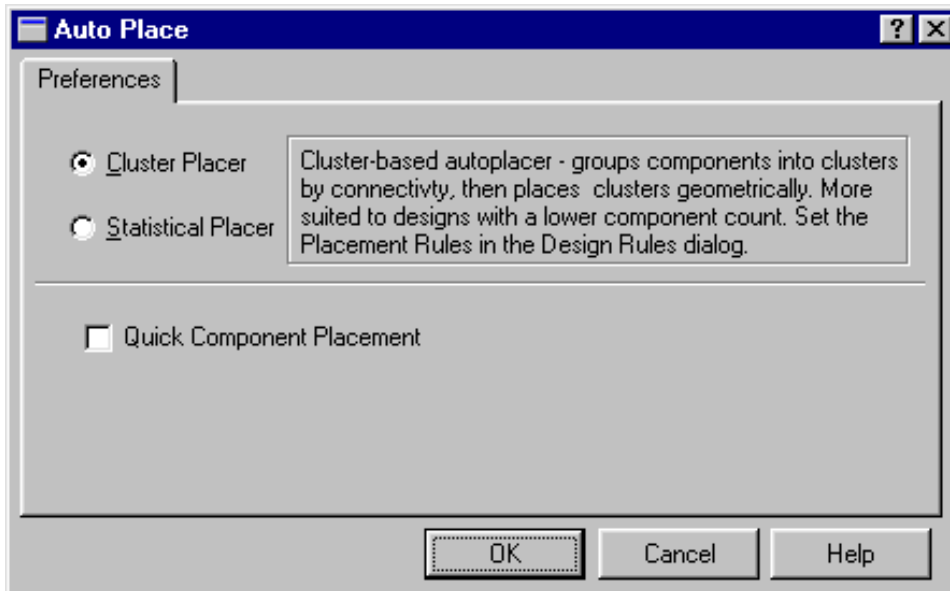 Auto Place
Preferences
Cluster Placer
Statistical Placer
Cluster-based autoplacer - groups components into clusters
by connectivty, then places  clusters geometrically. More
suited to designs with a lower component count. Set the
Placement Rules in the Design Rules dialog.
Quick Component Placement
OK
Cancel
Help